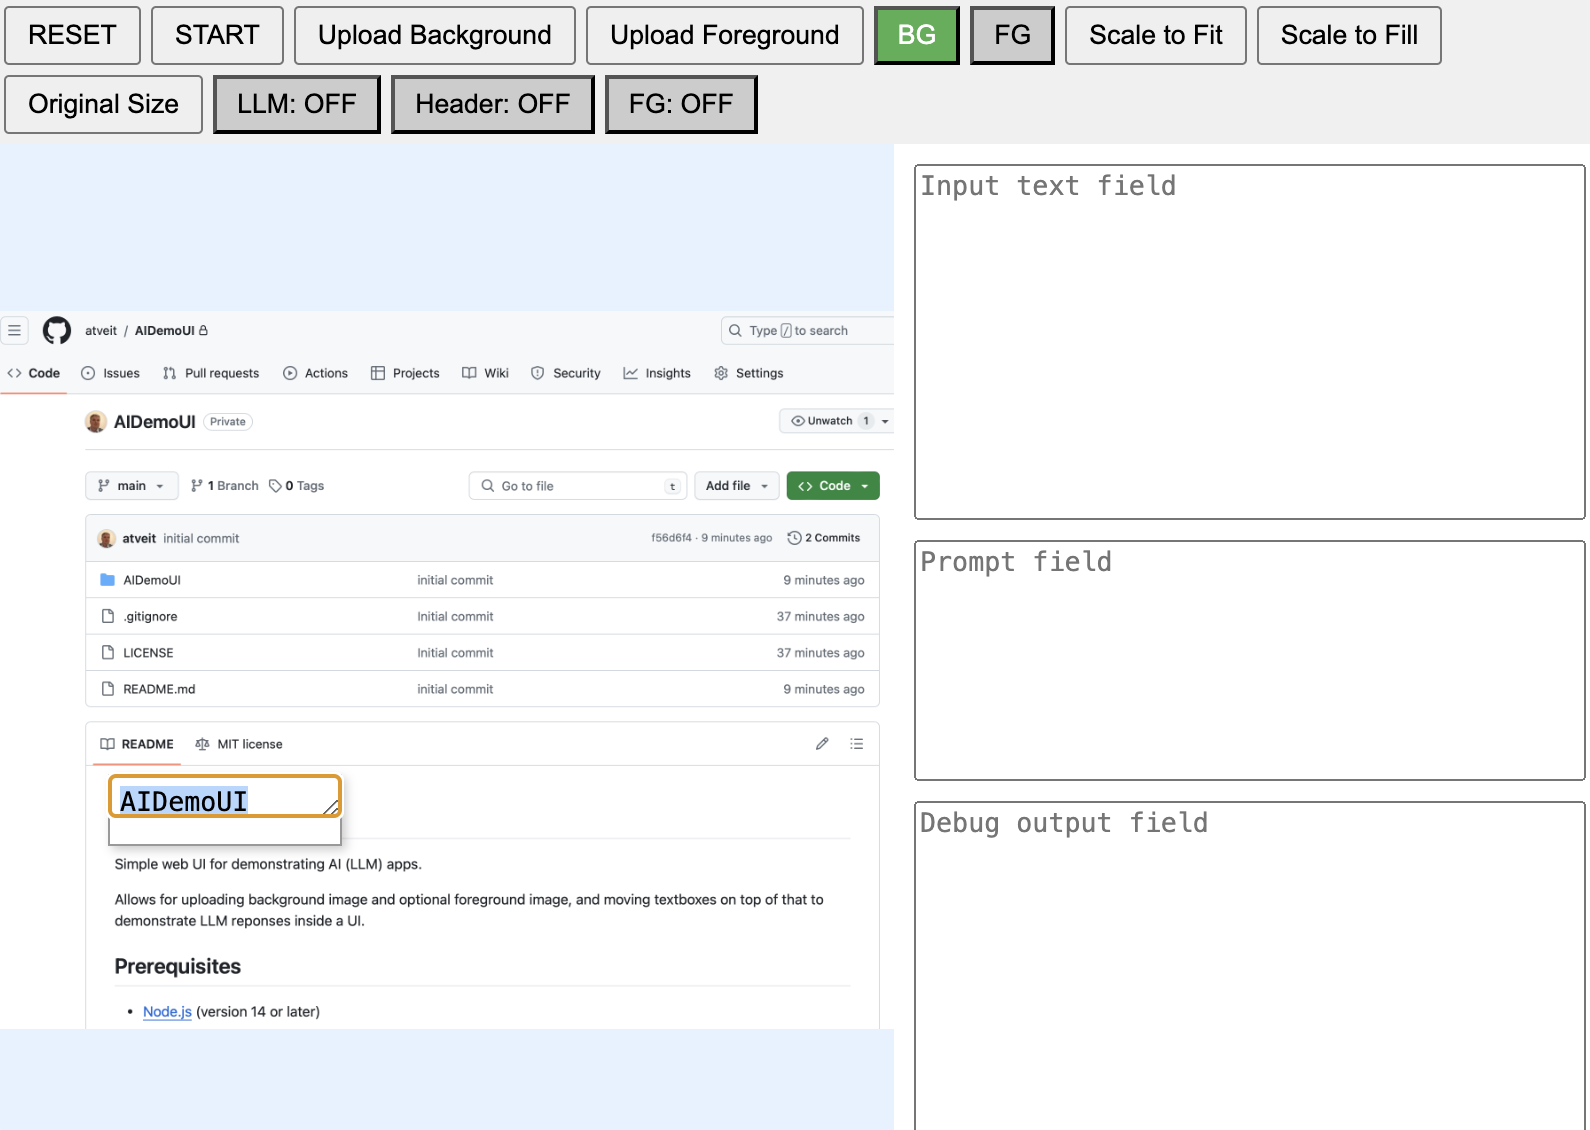 RESET START Upload Background Upload Foreground BG FG Scale to Fit Scale to Fill
Original Size LLM: OFF Header: OFF FG: OFF
atveit / AIDemoUI Type / to search
Code Issues Pull requests Actions Projects Wiki Security Insights Settings
AIDemoUI Private Unwatch 1
main 1 Branch 0 Tags Go to file t Add file Code
atveit initial commit f56d6f4 · 9 minutes ago 2 Commits
AIDemoUI initial commit 9 minutes ago
.gitignore Initial commit 37 minutes ago
LICENSE Initial commit 37 minutes ago
README.md initial commit 9 minutes ago
README MIT license
AIDemoUI
Simple web UI for demonstrating AI (LLM) apps.
Allows for uploading background image and optional foreground image, and moving textboxes on top of that to
demonstrate LLM reponses inside a UI.
Prerequisites
• Node.js (version 14 or later)
Input text field
Prompt field
Debug output field